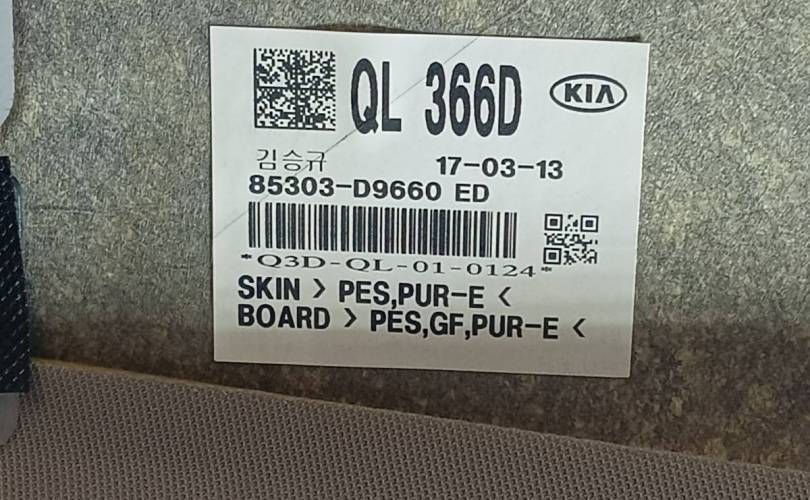 QL 366D KIA
김승규 17-03-13
85303-D9660 ED
*Q3D-QL-01-0124*
SKIN > PES,PUR-E <
BOARD > PES,GF,PUR-E <